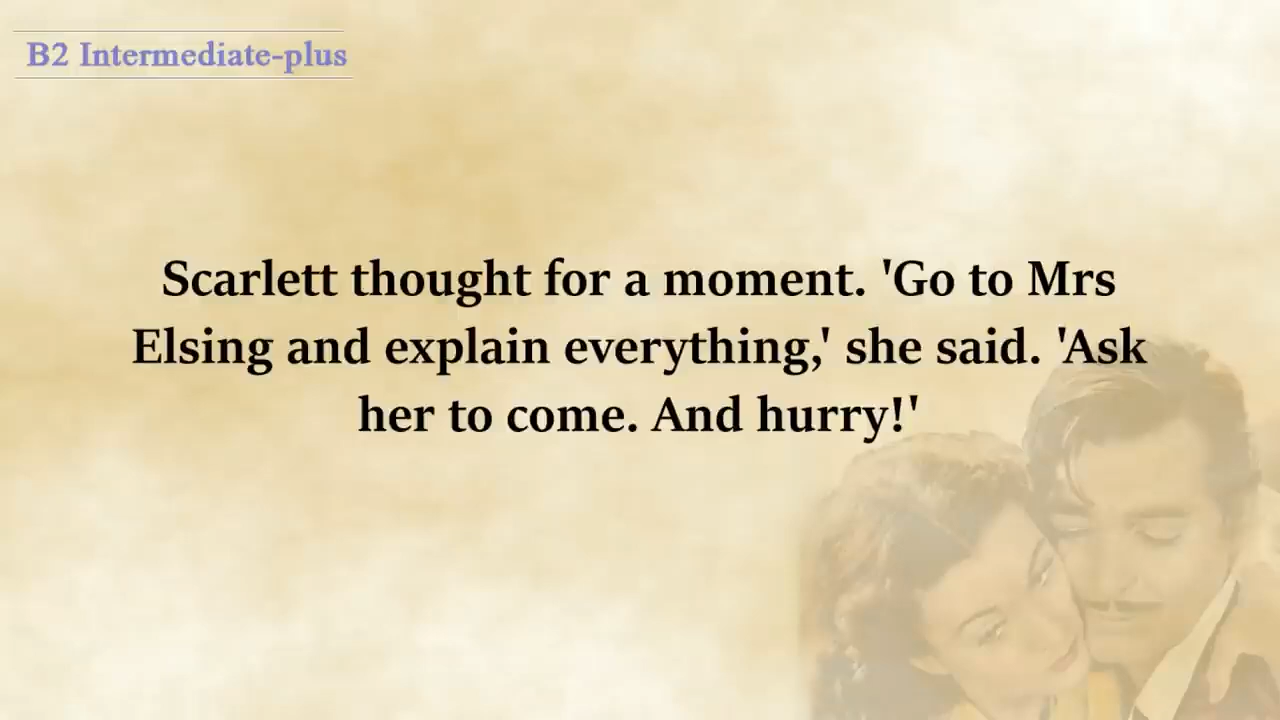 B2 Intermediate-plus
Scarlett thought for a moment. 'Go to Mrs
Elsing and explain everything,' she said. 'Ask
her to come. And hurry!'